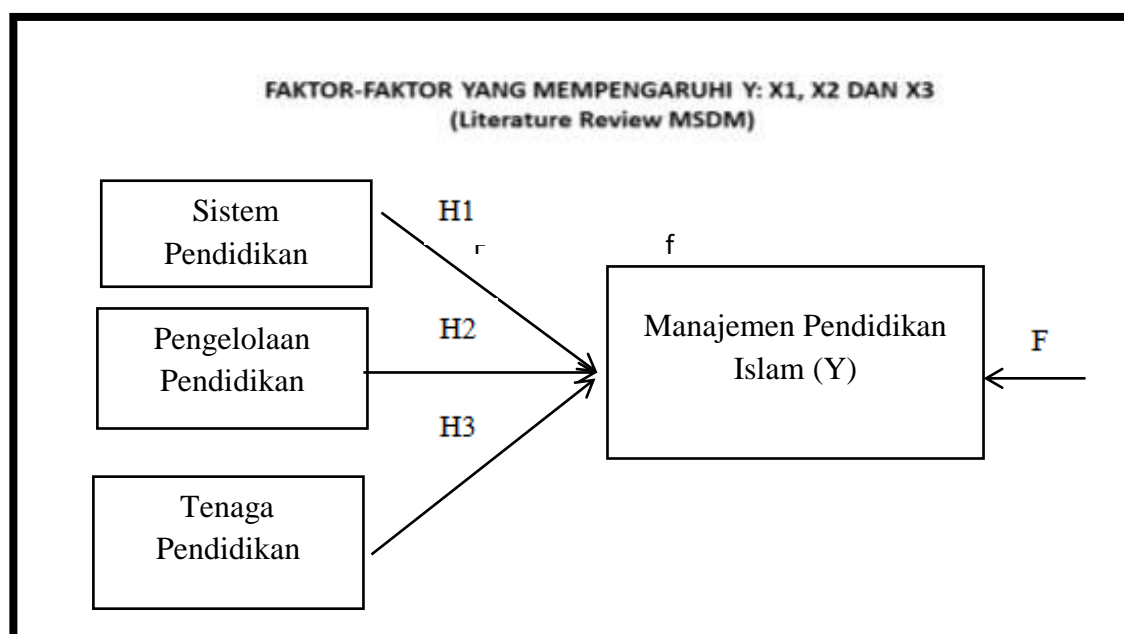 FAKTOR-FAKTOR YANG MEMPENGARUHI Y: X1, X2 DAN X3
(Literature Review MSDM)
Sistem
Pendidikan
H1
f
Pengelolaan
Pendidikan
H2
Manajemen Pendidikan
Islam (Y)
F
H3
Tenaga
Pendidikan